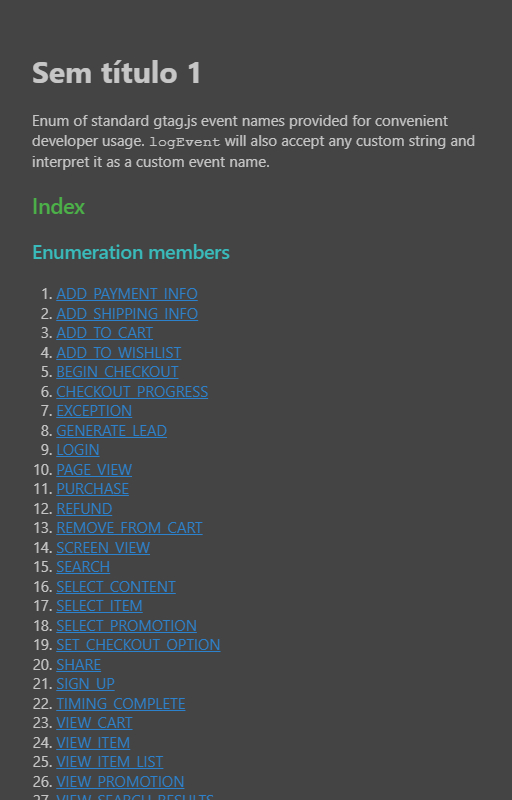 Sem título 1
Enum of standard gtag.js event names provided for convenient
developer usage. logEvent will also accept any custom string and
interpret it as a custom event name.
Index
Enumeration members
1. ADD_PAYMENT_INFO
2. ADD_SHIPPING_INFO
3. ADD_TO_CART
4. ADD_TO_WISHLIST
5. BEGIN_CHECKOUT
6. CHECKOUT_PROGRESS
7. EXCEPTION
8. GENERATE_LEAD
9. LOGIN
10. PAGE_VIEW
11. PURCHASE
12. REFUND
13. REMOVE_FROM_CART
14. SCREEN_VIEW
15. SEARCH
16. SELECT_CONTENT
17. SELECT_ITEM
18. SELECT_PROMOTION
19. SET_CHECKOUT_OPTION
20. SHARE
21. SIGN_UP
22. TIMING_COMPLETE
23. VIEW_CART
24. VIEW_ITEM
25. VIEW_ITEM_LIST
26. VIEW_PROMOTION
27. VIEW_SEARCH_RESULTS